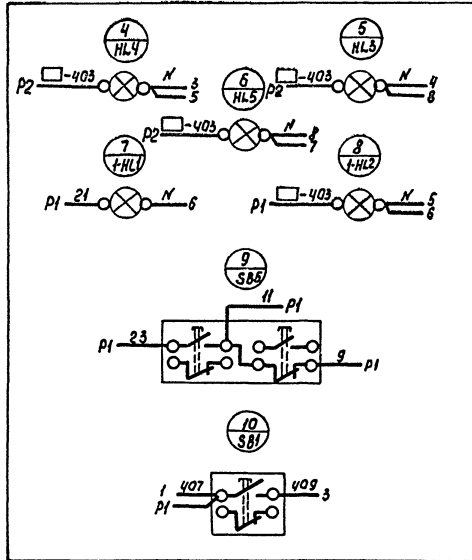 4
HL4
P2 -403 N 3
5
5
HL3
P2 -403 N 4
8
6
HL5
P2 -403 N 8
7
7
1-HL1
P1 21 N 6
8
1-HL2
P1 -403 N 5
6
9
SB5
11 P1
P1 23
9 P1
10
SB1
1 407 409 3
P1